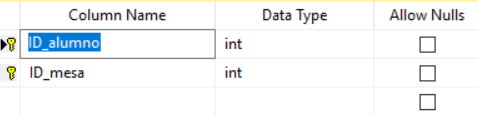 Column Name Data Type Allow Nulls
ID_alumno int
ID_mesa int